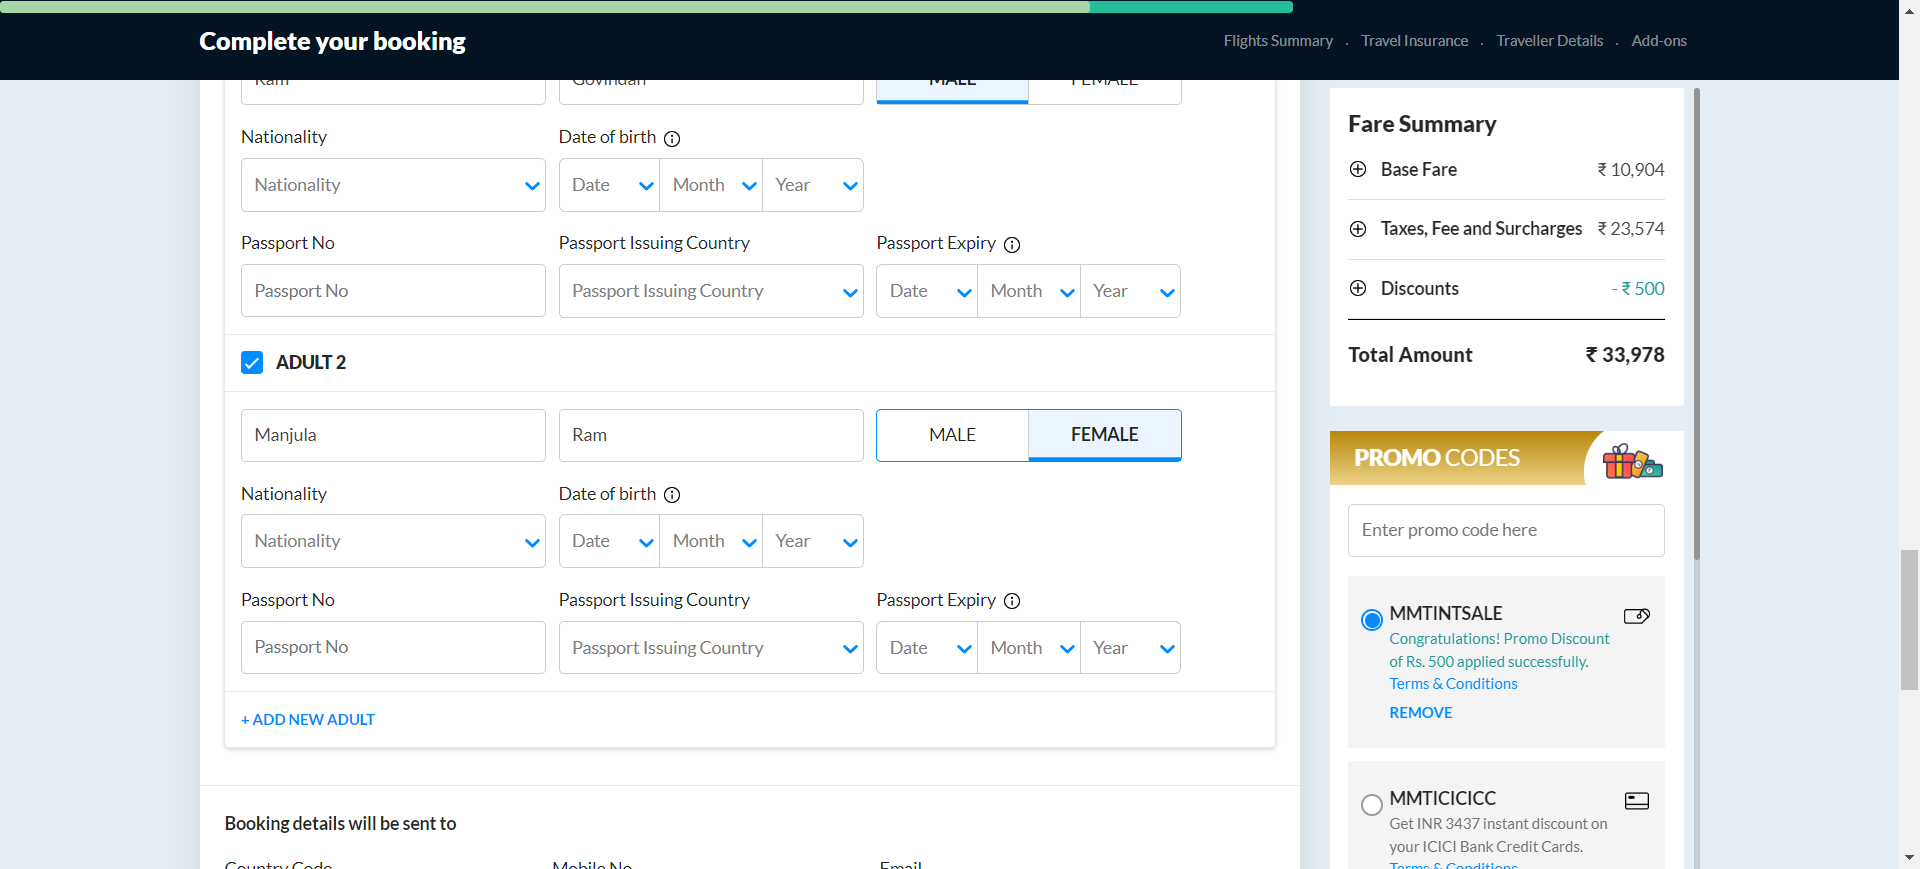 Complete your booking
Flights Summary . Travel Insurance . Traveller Details . Add-ons
Ram Govindan MALE FEMALE
Nationality Date of birth
Nationality Date Month Year
Passport No Passport Issuing Country Passport Expiry
Passport No Passport Issuing Country Date Month Year
ADULT 2
Manjula Ram MALE FEMALE
Nationality Date of birth
Nationality Date Month Year
Passport No Passport Issuing Country Passport Expiry
Passport No Passport Issuing Country Date Month Year
+ ADD NEW ADULT
Booking details will be sent to
Country Code Mobile No Email
Fare Summary
Base Fare ₹ 10,904
Taxes, Fee and Surcharges ₹ 23,574
Discounts - ₹ 500
Total Amount ₹ 33,978
PROMO CODES
Enter promo code here
MMTINTSALE
Congratulations! Promo Discount
of Rs. 500 applied successfully.
Terms & Conditions
REMOVE
MMTICICICC
Get INR 3437 instant discount on
your ICICI Bank Credit Cards.
Terms & Conditions